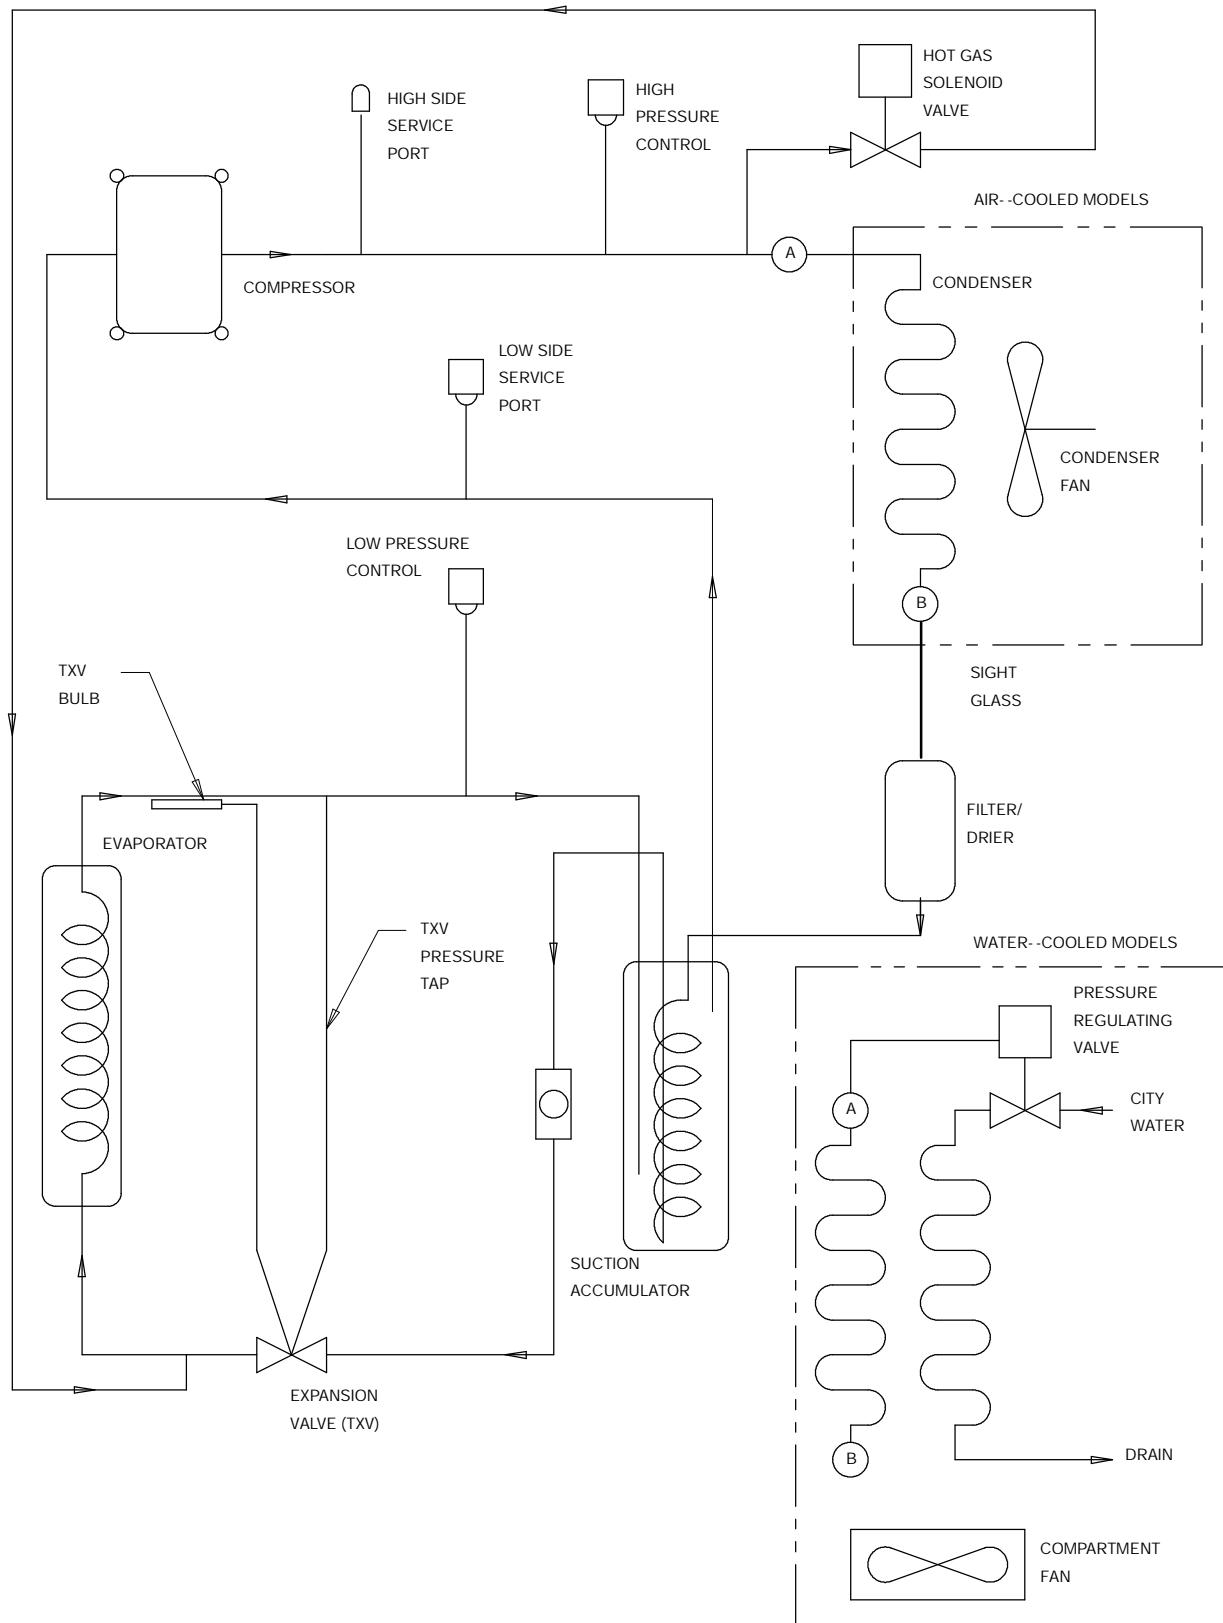 HOT GAS
SOLENOID
VALVE
HIGH SIDE
SERVICE
PORT
HIGH
PRESSURE
CONTROL
AIR- -COOLED MODELS
A
COMPRESSOR
CONDENSER
LOW SIDE
SERVICE
PORT
CONDENSER
FAN
LOW PRESSURE
CONTROL
B
TXV
BULB
SIGHT
GLASS
FILTER/
DRIER
EVAPORATOR
TXV
PRESSURE
TAP
WATER- -COOLED MODELS
PRESSURE
REGULATING
VALVE
A
CITY
WATER
SUCTION
ACCUMULATOR
EXPANSION
VALVE (TXV)
B
DRAIN
COMPARTMENT
FAN